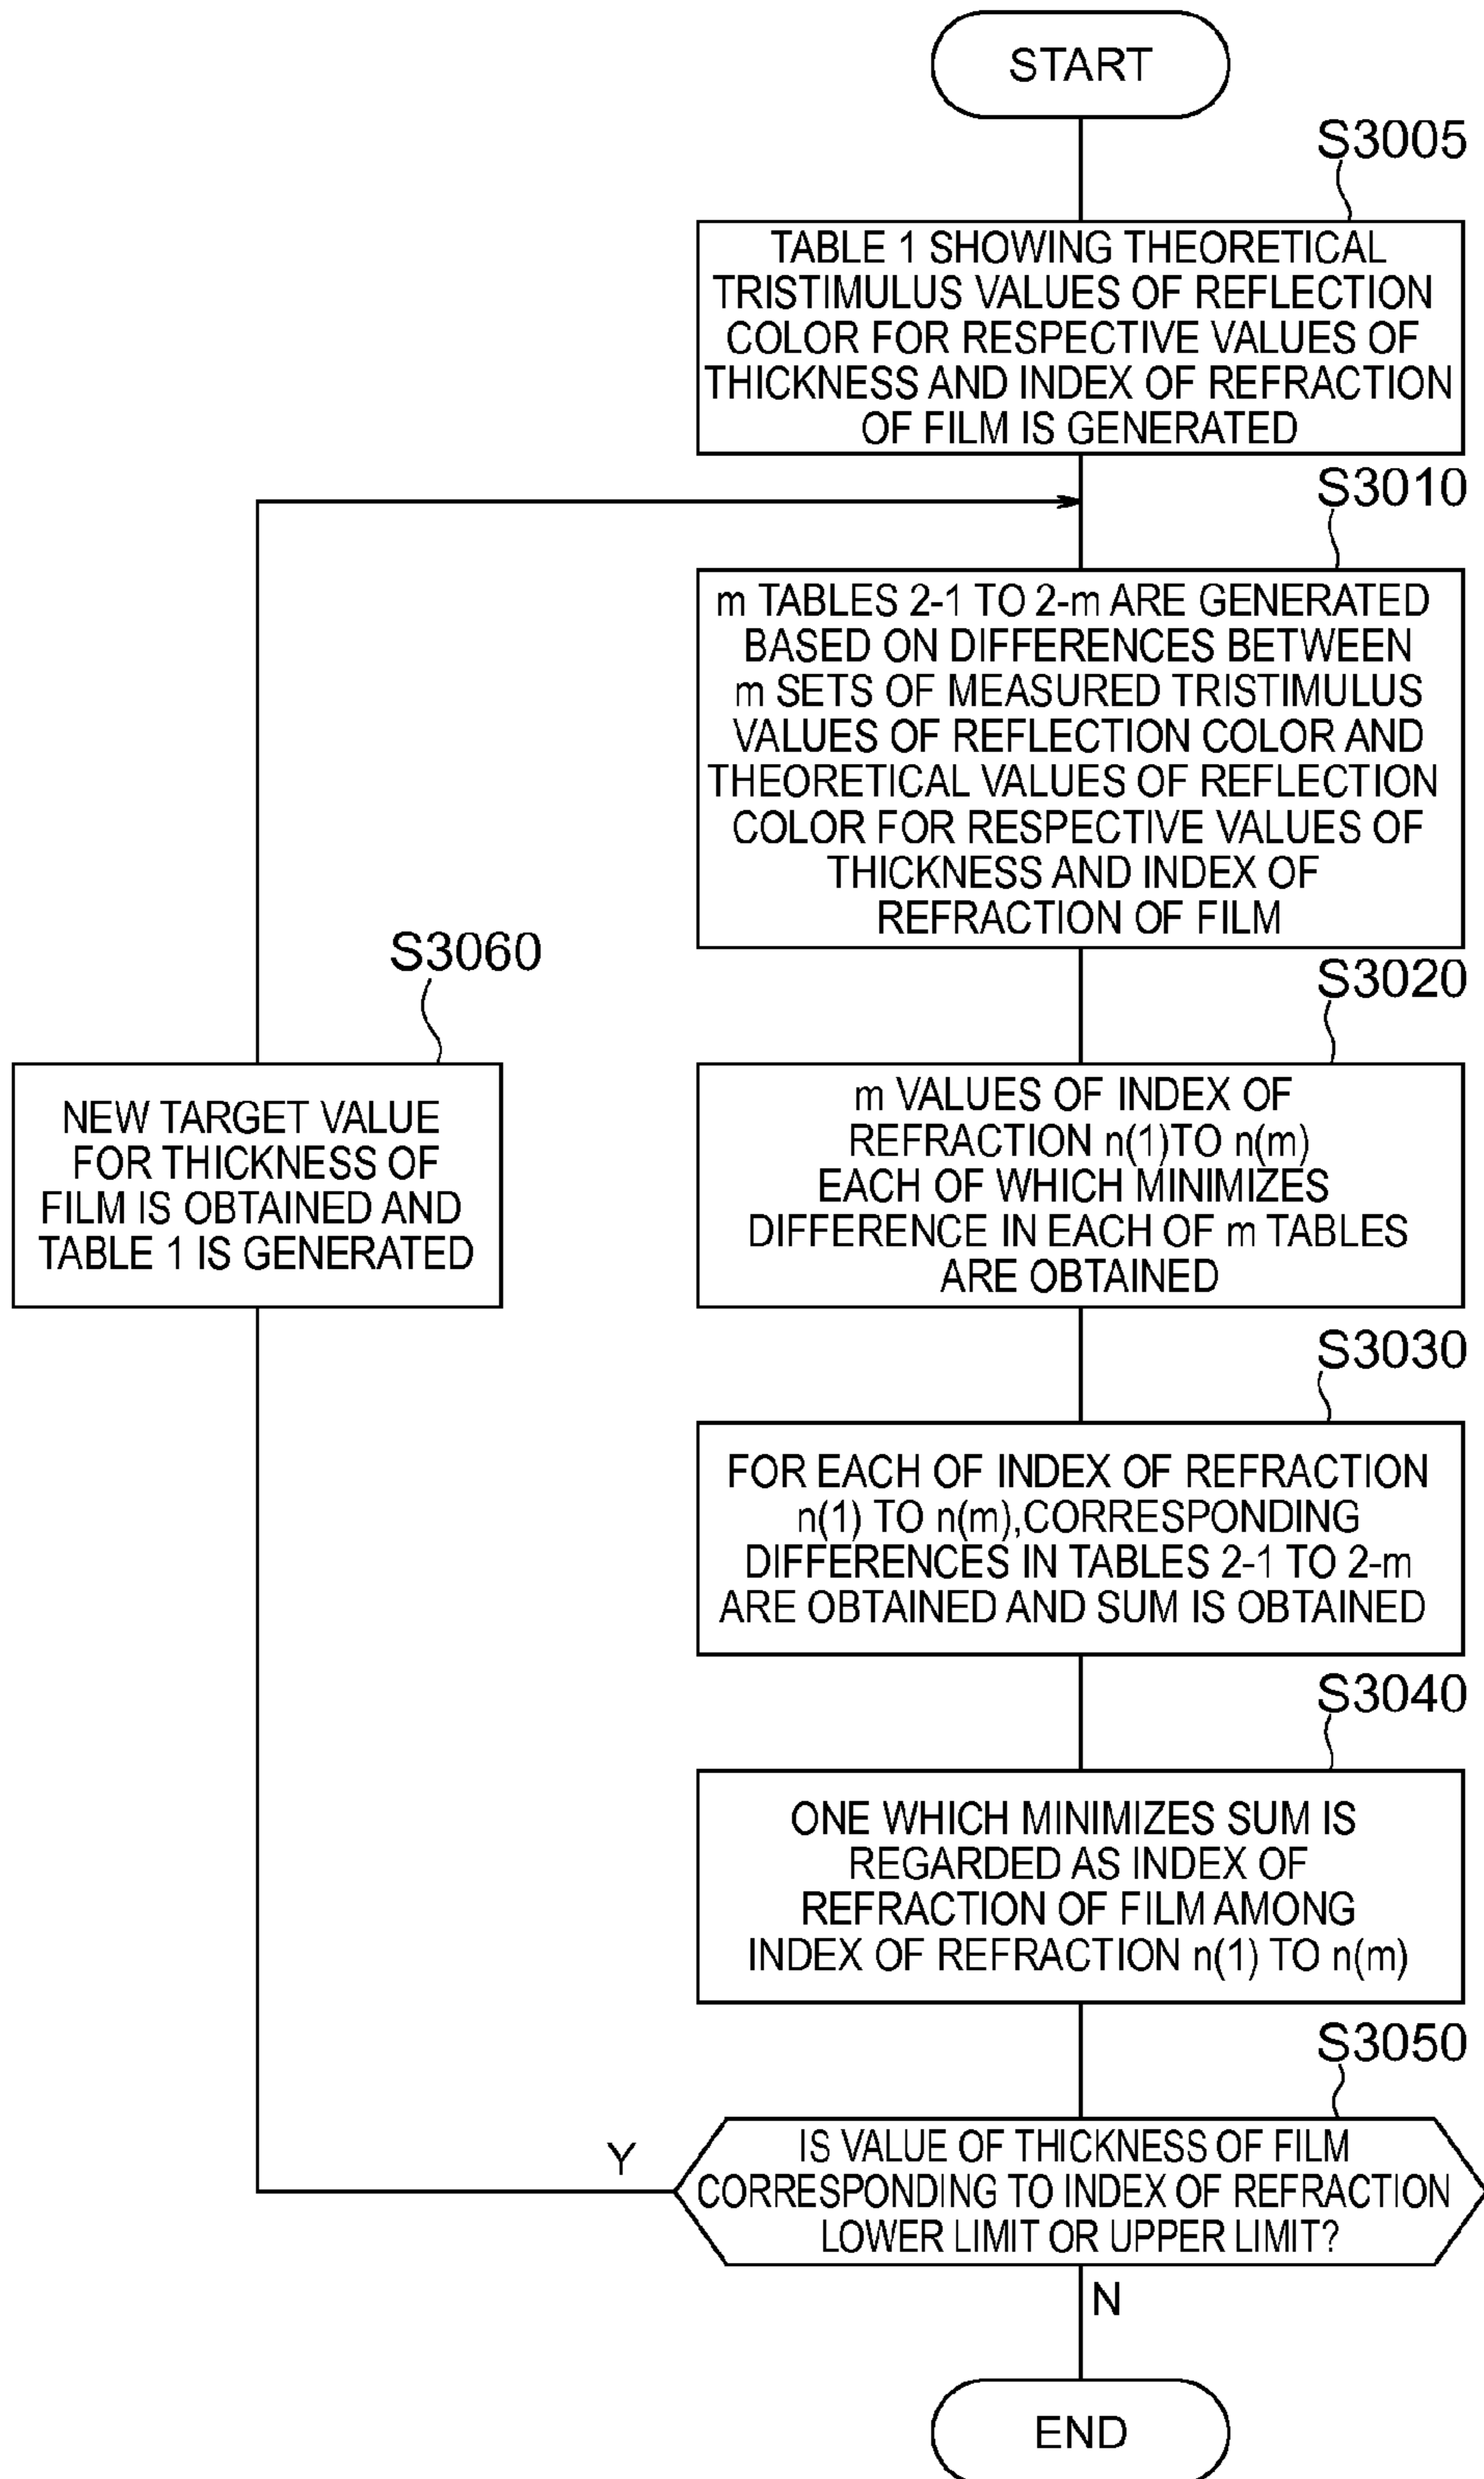 START
S3005
TABLE 1 SHOWING THEORETICAL
TRISTIMULUS VALUES OF REFLECTION
COLOR FOR RESPECTIVE VALUES OF
THICKNESS AND INDEX OF REFRACTION
OF FILM IS GENERATED
S3010
m TABLES 2-1 TO 2-m ARE GENERATED
BASED ON DIFFERENCES BETWEEN
m SETS OF MEASURED TRISTIMULUS
VALUES OF REFLECTION COLOR AND
THEORETICAL VALUES OF REFLECTION
COLOR FOR RESPECTIVE VALUES OF
THICKNESS AND INDEX OF
REFRACTION OF FILM
S3060
NEW TARGET VALUE
FOR THICKNESS OF
FILM IS OBTAINED AND
TABLE 1 IS GENERATED
S3020
m VALUES OF INDEX OF
REFRACTION n(1)TO n(m)
EACH OF WHICH MINIMIZES
DIFFERENCE IN EACH OF m TABLES
ARE OBTAINED
S3030
FOR EACH OF INDEX OF REFRACTION
n(1) TO n(m),CORRESPONDING
DIFFERENCES IN TABLES 2-1 TO 2-m
ARE OBTAINED AND SUM IS OBTAINED
S3040
ONE WHICH MINIMIZES SUM IS
REGARDED AS INDEX OF
REFRACTION OF FILM AMONG
INDEX OF REFRACTION n(1) TO n(m)
S3050
IS VALUE OF THICKNESS OF FILM
CORRESPONDING TO INDEX OF REFRACTION
LOWER LIMIT OR UPPER LIMIT?
Y
N
END